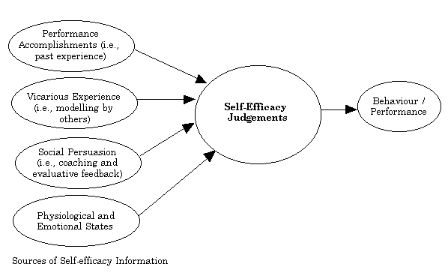 Performance
Accomplishments (i.e.,
past experience)
Vicarious Experience
(i.e., modelling by
others)
Social Persuasion
(i.e., coaching and
evaluative feedback)
Physiological and
Emotional States
Self-Efficacy
Judgements
Behaviour /
Performance
Sources of Self-efficacy Information